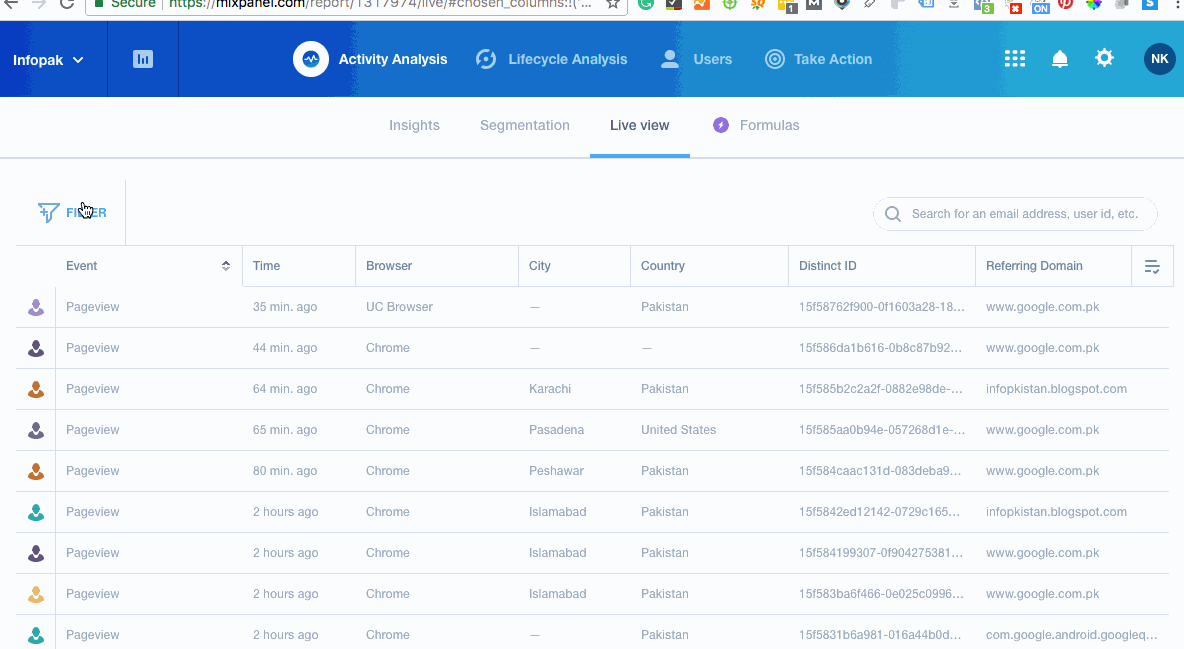 Secure https://mixpanel.com/report/1317974/live/#chosen_columns:!('... 1 M 3 ON S
Infopak Activity Analysis Lifecycle Analysis Users Take Action NK
Insights Segmentation Live view Formulas
FILTER Search for an email address, user id, etc.
Event Time Browser City Country Distinct ID Referring Domain
Pageview 35 min. ago UC Browser — Pakistan 15f58762f900-0f1603a28-18... www.google.com.pk
Pageview 44 min. ago Chrome — — 15f586da1b616-0b8c87b92... www.google.com.pk
Pageview 64 min. ago Chrome Karachi Pakistan 15f585b2c2a2f-0882e98de-... infopkistan.blogspot.com
Pageview 65 min. ago Chrome Pasadena United States 15f585aa0b94e-057268d1e-... www.google.com.pk
Pageview 80 min. ago Chrome Peshawar Pakistan 15f584caac131d-083deba9... www.google.com.pk
Pageview 2 hours ago Chrome Islamabad Pakistan 15f5842ed12142-0729c165... infopkistan.blogspot.com
Pageview 2 hours ago Chrome Islamabad Pakistan 15f584199307-0f904275381... www.google.com.pk
Pageview 2 hours ago Chrome Islamabad Pakistan 15f583ba6f466-0e025c0996... www.google.com.pk
Pageview 2 hours ago Chrome — Pakistan 15f5831b6a981-016a44b0d... com.google.android.googleq...